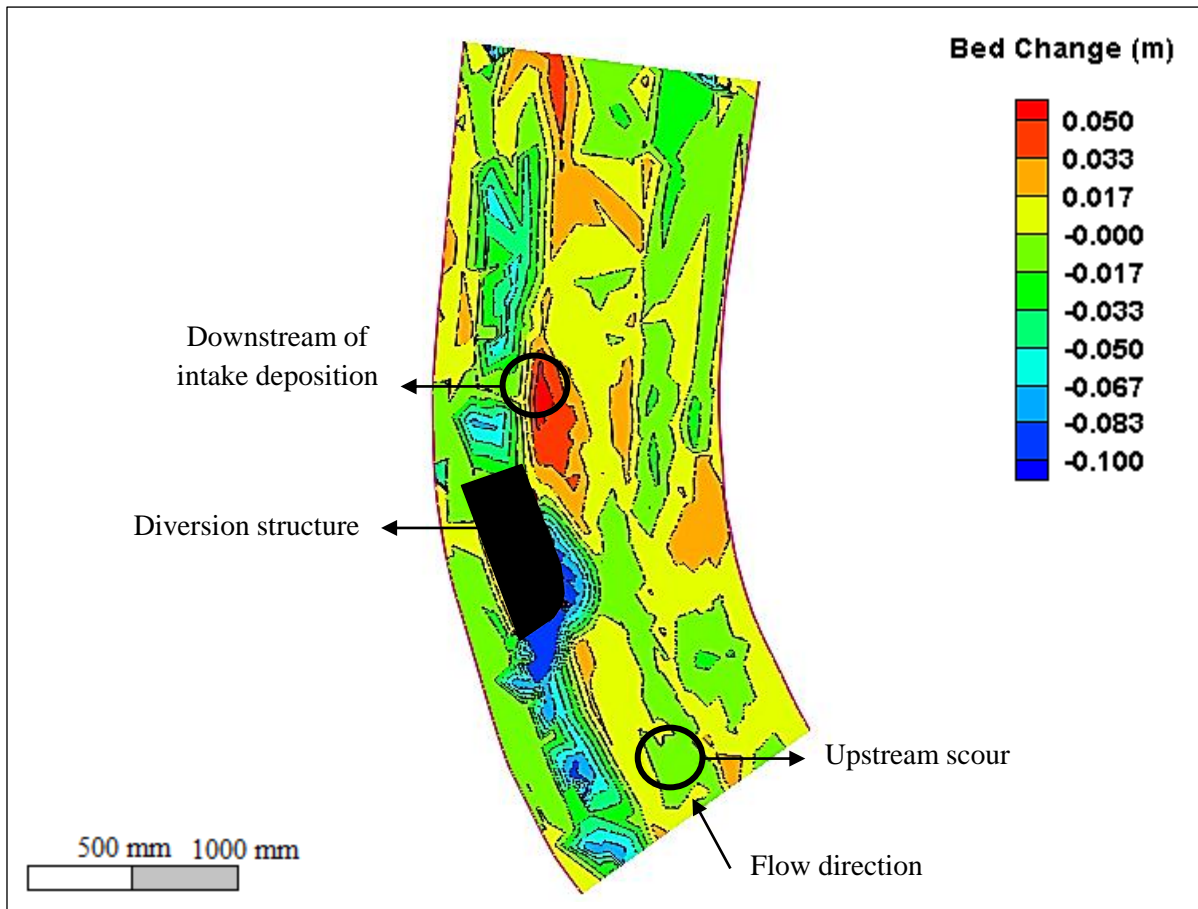 Bed Change (m)
0.050
0.033
0.017
-0.000
-0.017
-0.033
-0.050
-0.067
-0.083
-0.100
Downstream of
intake deposition
Diversion structure
Upstream scour
Flow direction
500 mm 1000 mm